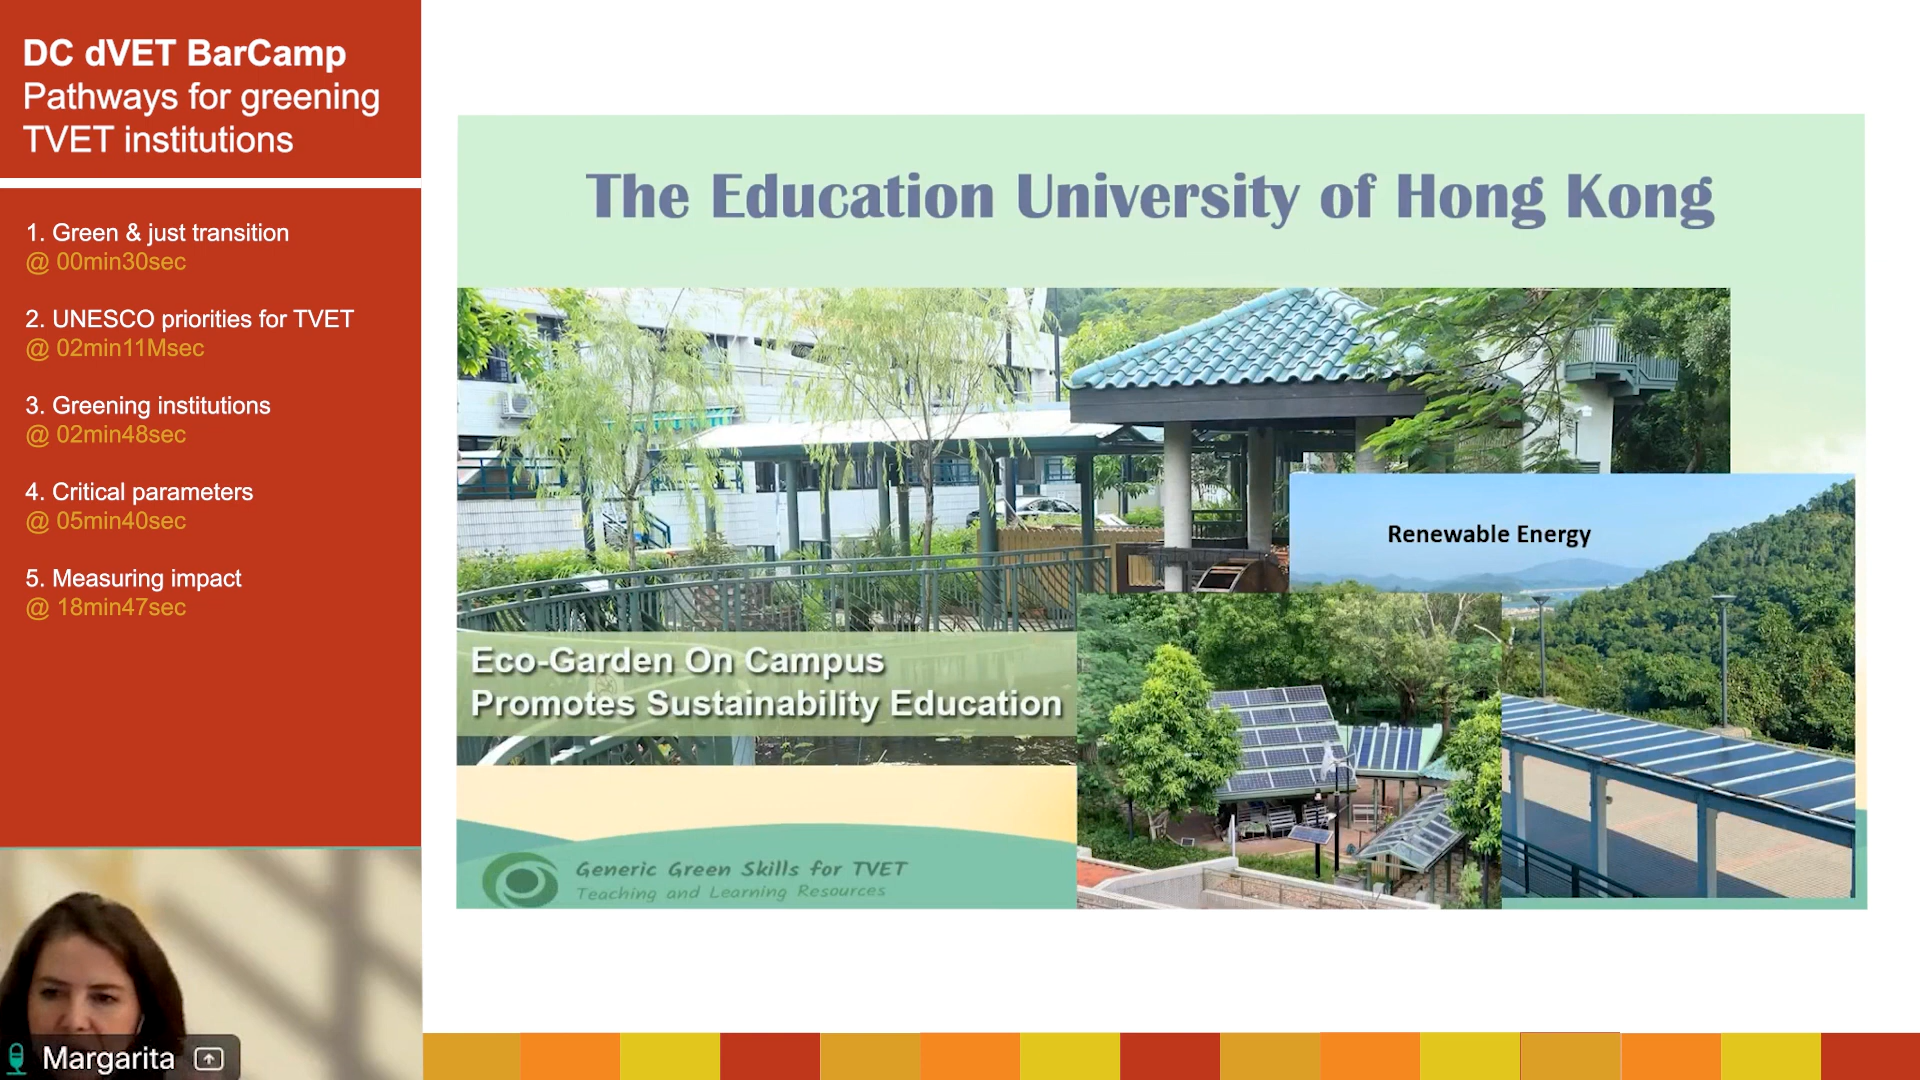 DC dVET BarCamp
Pathways for greening
TVET institutions
1. Green & just transition
@ 00min30sec
2. UNESCO priorities for TVET
@ 02min11Msec
3. Greening institutions
@ 02min48sec
4. Critical parameters
@ 05min40sec
5. Measuring impact
@ 18min47sec
Margarita
The Education University of Hong Kong
Renewable Energy
Eco-Garden On Campus
Promotes Sustainability Education
Generic Green Skills for TVET
Teaching and Learning Resources